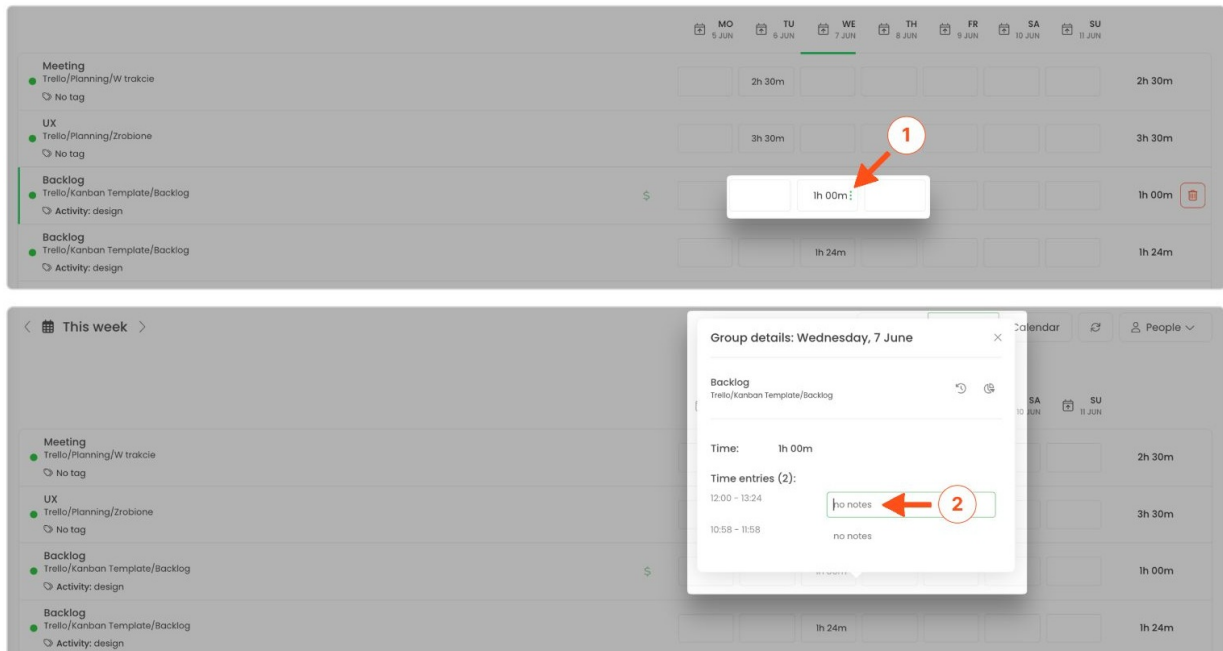 MO TU WE TH FR SA SU
5 JUN 6 JUN 7 JUN 8 JUN 9 JUN 10 JUN 11 JUN
Meeting
Trello/Planning/W trakcie
No tag
2h 30m 2h 30m
UX
Trello/Planning/Zrobione
No tag
3h 30m 3h 30m
1
Backlog
Trello/Kanban Template/Backlog
Activity: design
$ 1h 00m 1h 00m
Backlog
Trello/Kanban Template/Backlog
Activity: design
1h 24m 1h 24m
This week
Calendar People
SA SU
10 JUN 11 JUN
Group details: Wednesday, 7 June
Backlog
Trello/Kanban Template/Backlog
Time: 1h 00m
Time entries (2):
12:00 - 13:24 no notes
2
10:58 - 11:58 no notes
Meeting
Trello/Planning/W trakcie
No tag
2h 30m
UX
Trello/Planning/Zrobione
No tag
3h 30m
Backlog
Trello/Kanban Template/Backlog
Activity: design
$ 1h 00m
Backlog
Trello/Kanban Template/Backlog
Activity: design
1h 24m 1h 24m